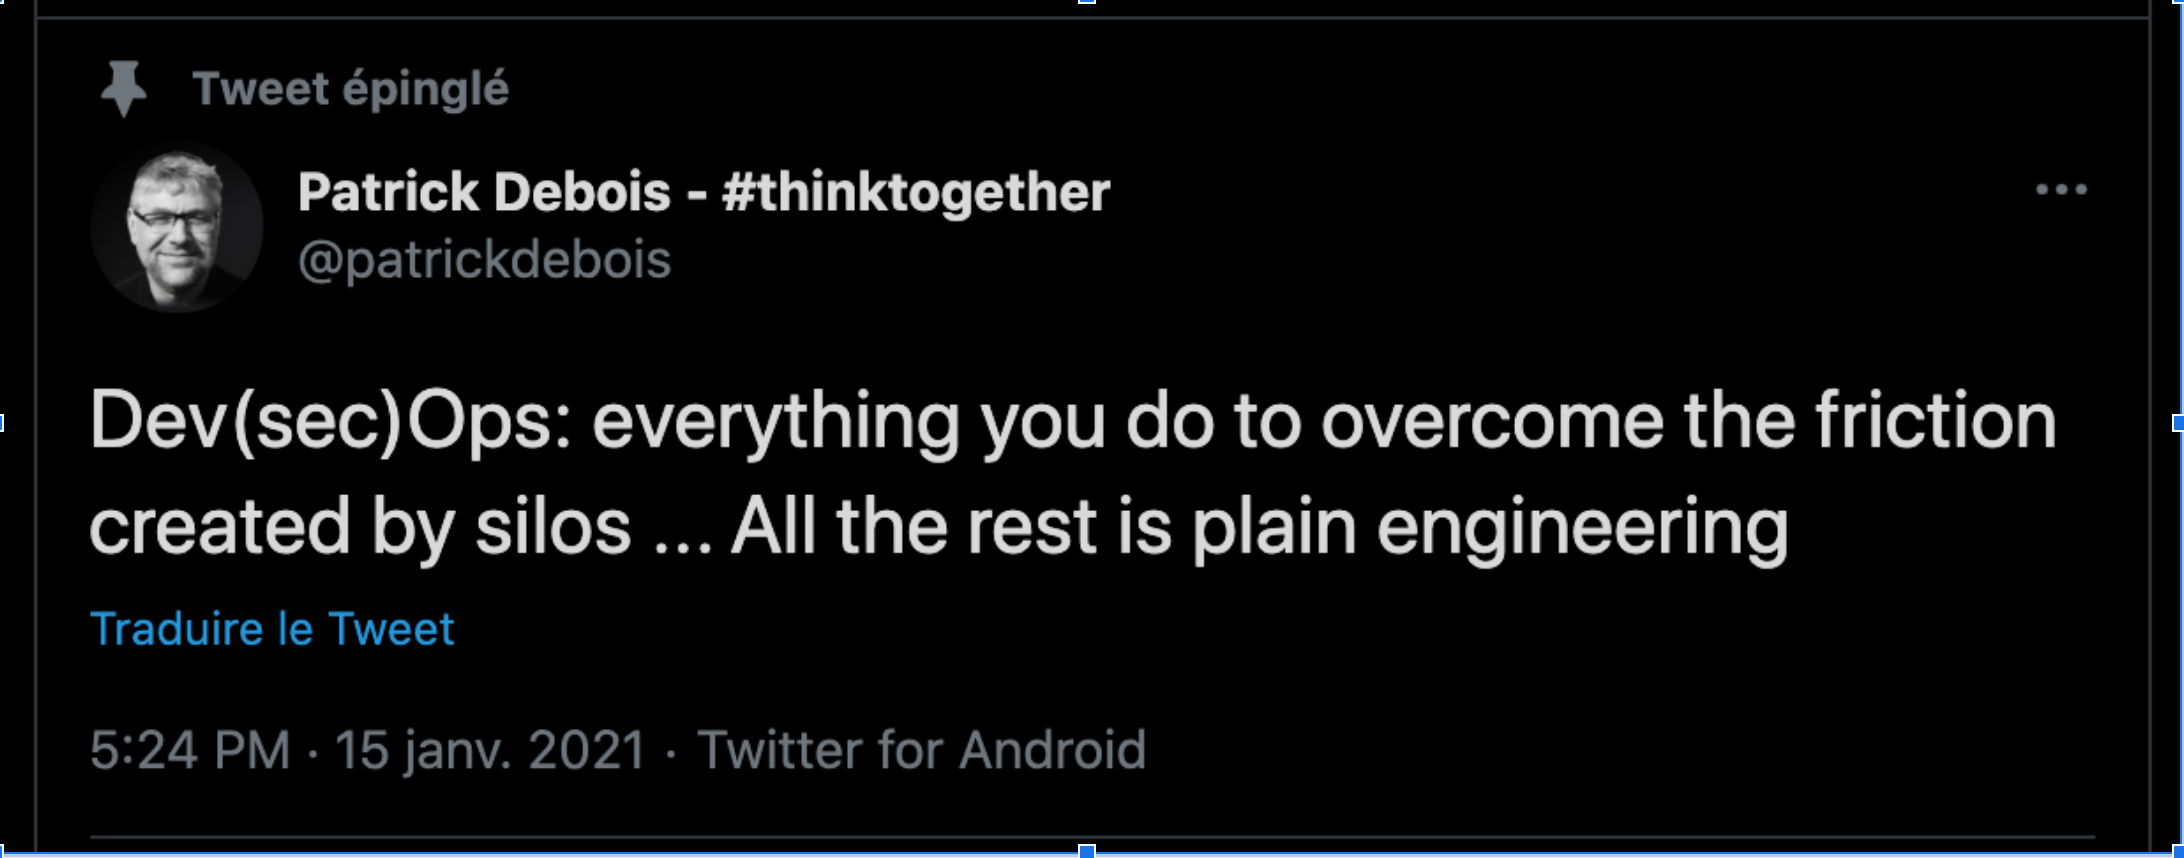 Tweet épinglé
Patrick Debois - #thinktogether
@patrickdebois
Dev(sec)Ops: everything you do to overcome the friction
created by silos ... All the rest is plain engineering
Traduire le Tweet
5:24 PM · 15 janv. 2021 · Twitter for Android